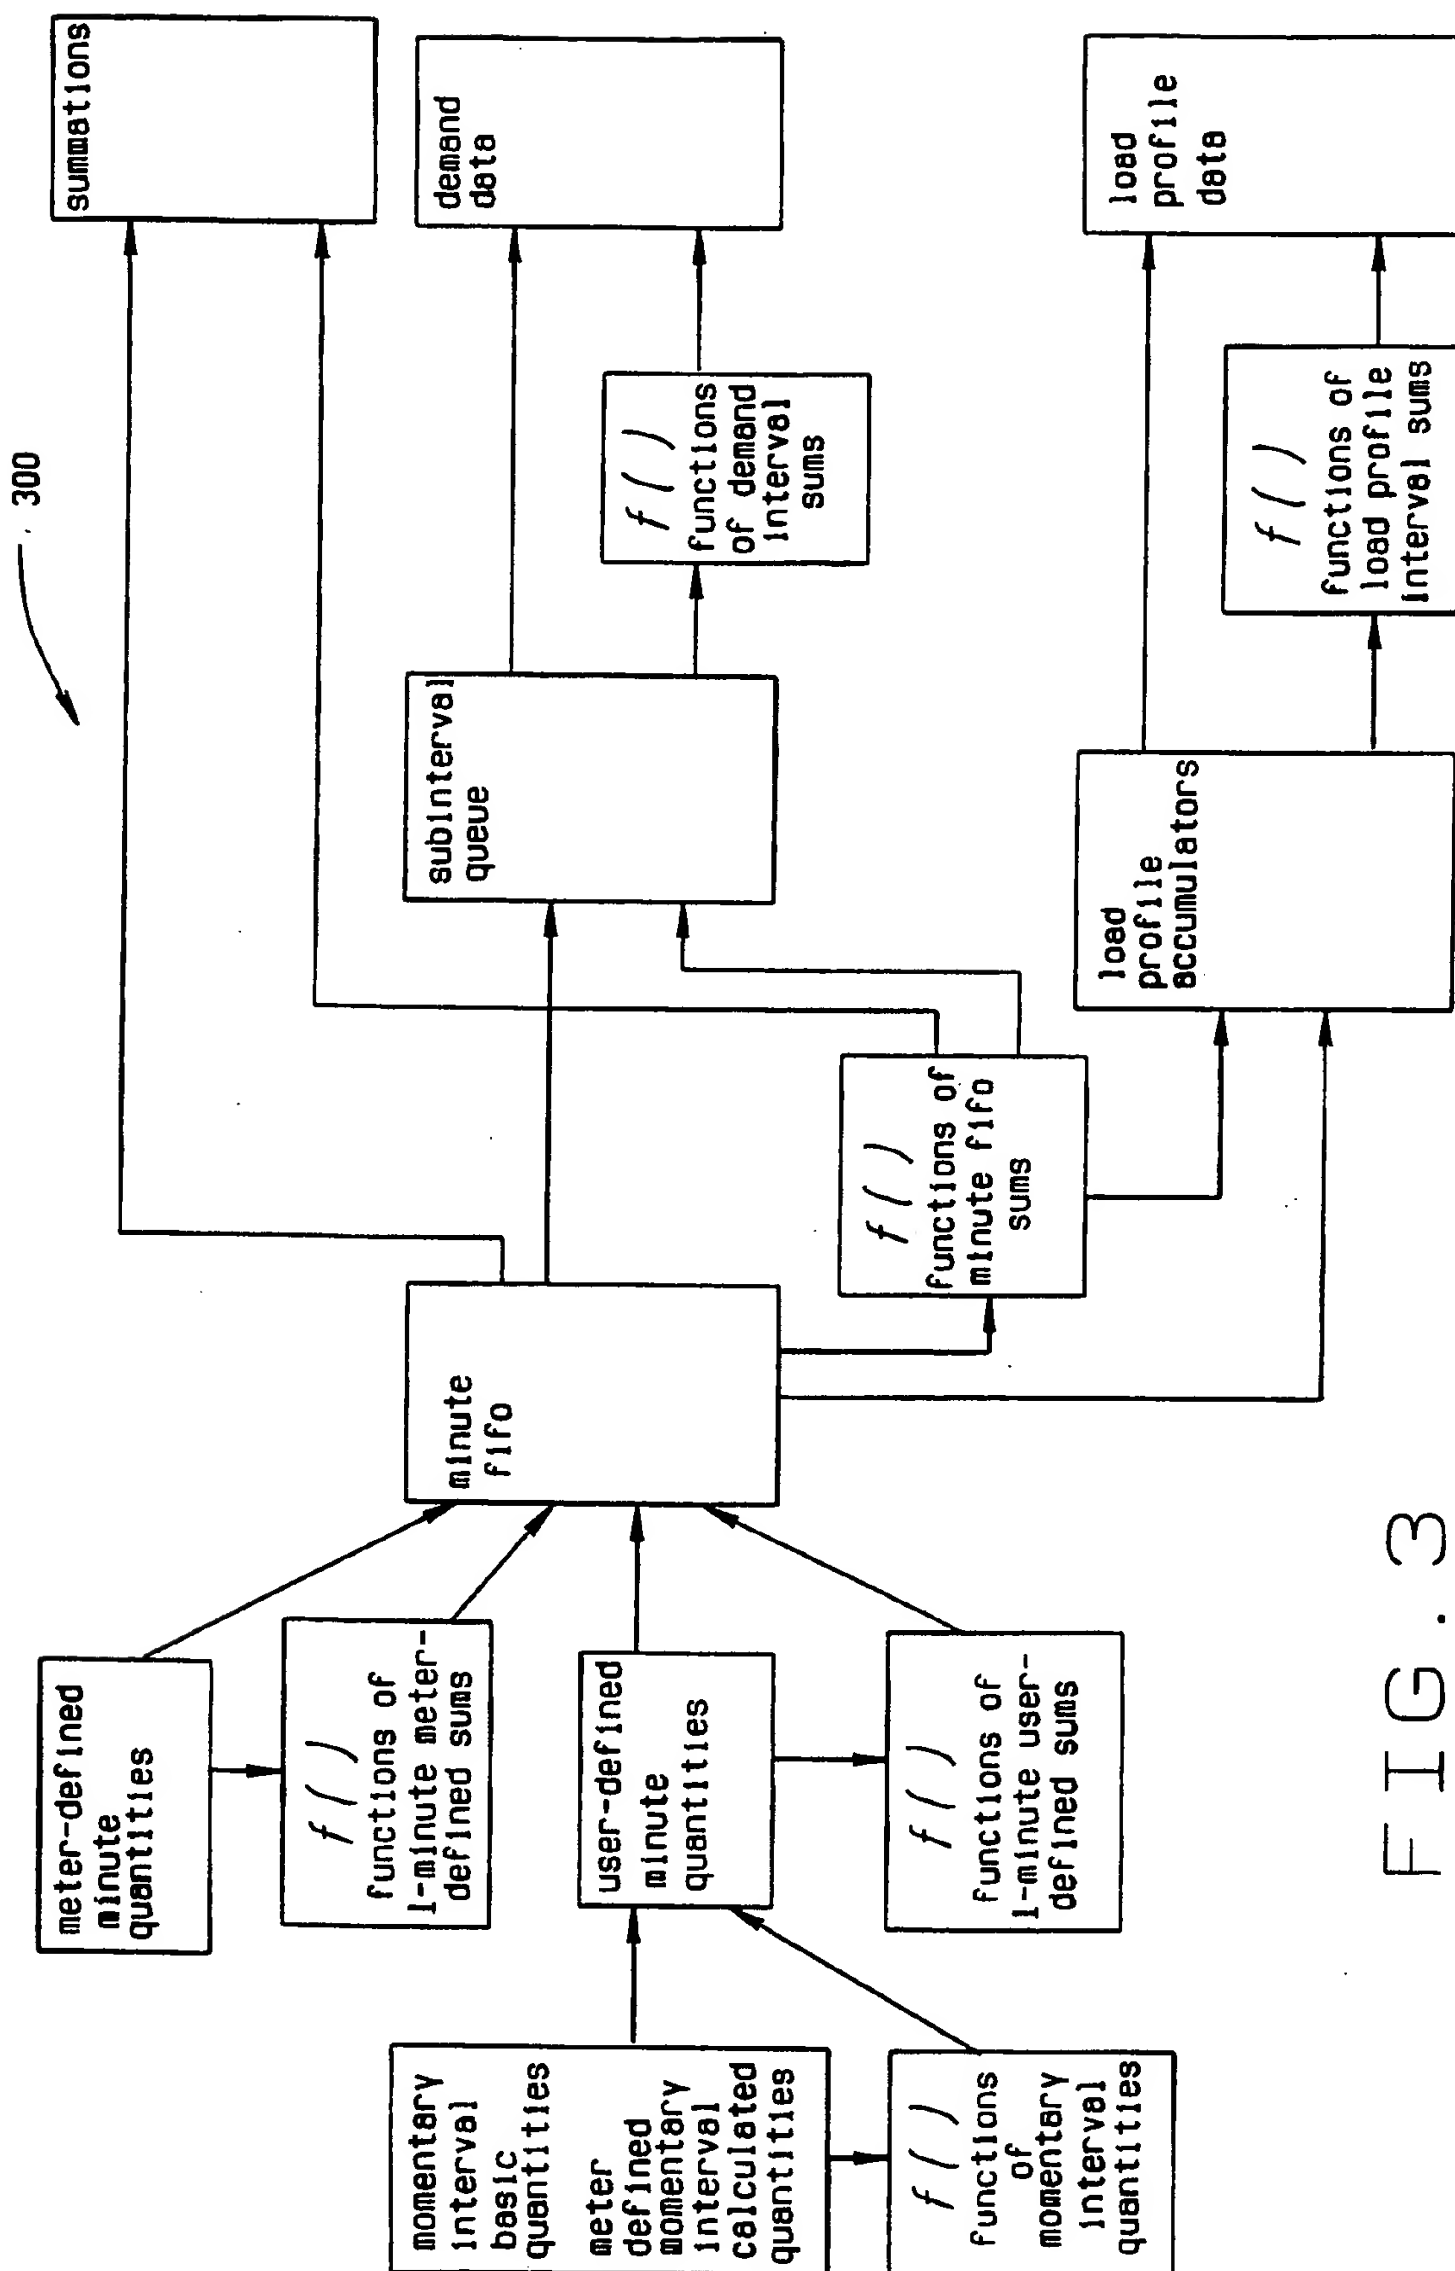 300
momentary
interval
basic
quantities
meter
defined
momentary
interval
calculated
quantities
f()
functions
of
momentary
interval
quantities
meter-defined
minute
quantities
f()
functions of
1-minute meter-
defined sums
user-defined
minute
quantities
f()
functions of
1-minute user-
defined sums
minute
fifo
f()
functions of
minute fifo
sums
summations
subinterval
queue
f()
functions
of demand
interval
sums
demand
data
load
profile
accumulators
f()
functions of
load profile
interval sums
load
profile
data
FIG. 3